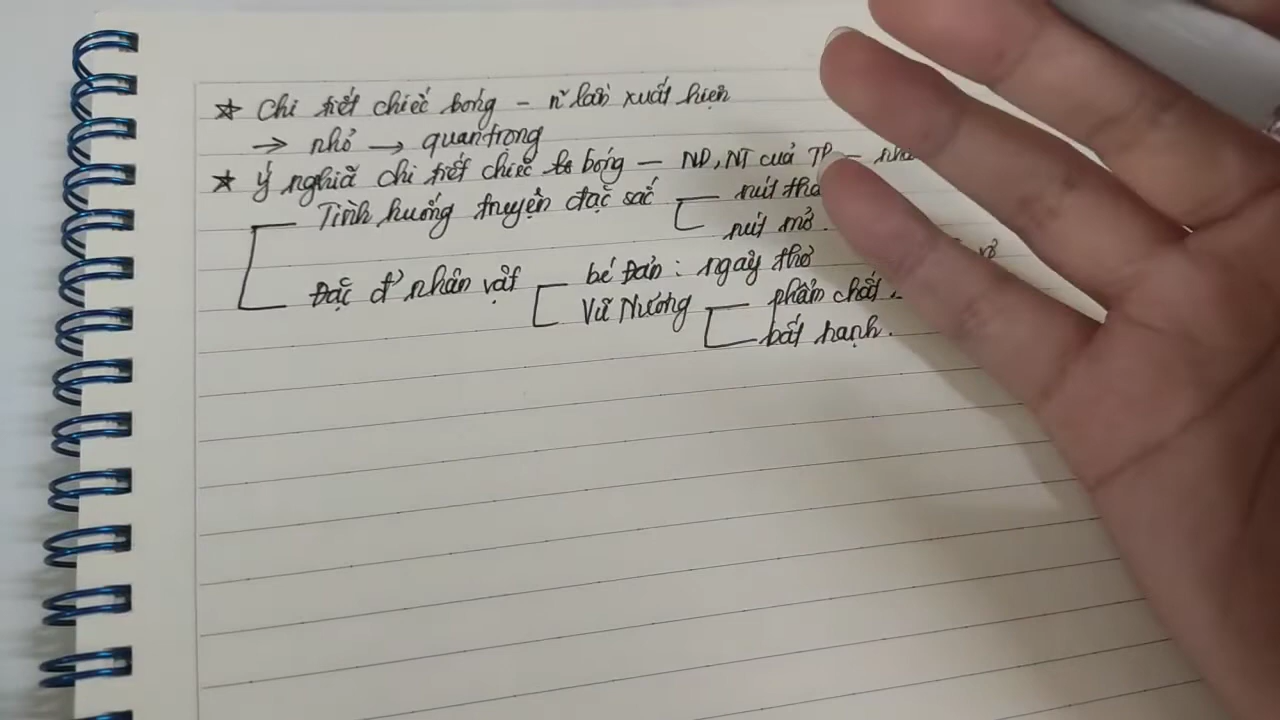 ☆ Chi tiết chiếc bóng - ñ lần xuất hiện
→ nhỏ → quan trọng
☆ Ý nghĩa chi tiết chiếc bóng - ND, NT của TP -
Tình huống truyện đặc sắc
nút
nút mở.
Đặc đ' nhân vật
bé Đản : ngây thơ
Vũ Nương
phẩm chất.
bất hạnh.